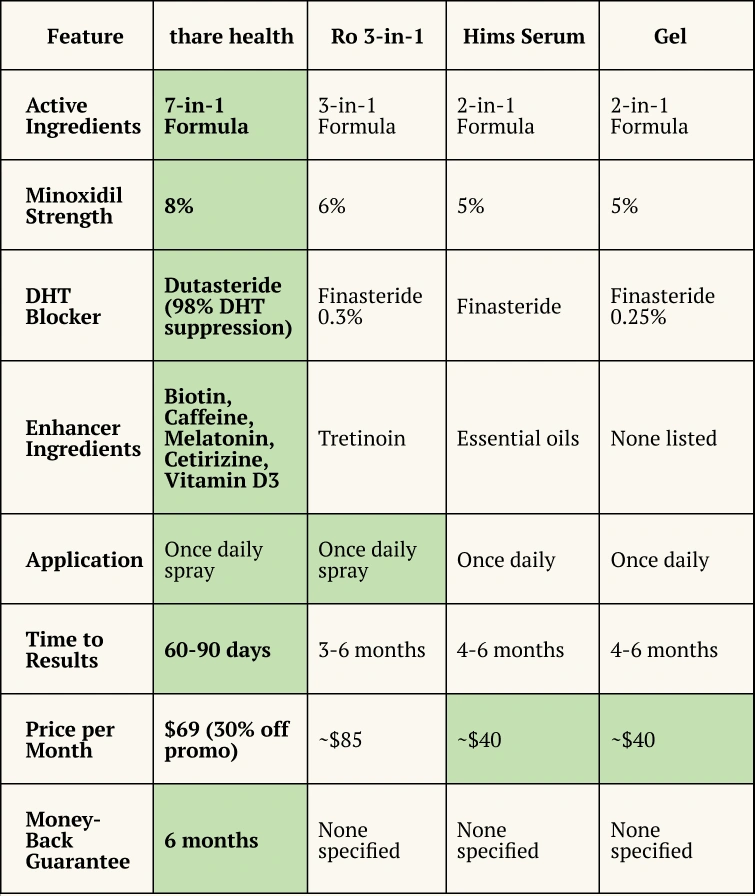 Feature thare health Ro 3-in-1 Hims Serum Gel
Active
Ingredients
7-in-1
Formula
3-in-1
Formula
2-in-1
Formula
2-in-1
Formula
Minoxidil
Strength
8%
6%
5%
5%
DHT
Blocker
Dutasteride
(98% DHT
suppression)
Finasteride
0.3%
Finasteride
Finasteride
0.25%
Enhancer
Ingredients
Biotin,
Caffeine,
Melatonin,
Cetirizine,
Vitamin D3
Tretinoin
Essential oils
None listed
Application
Once daily
spray
Once daily
spray
Once daily
Once daily
Time to
Results
60-90 days
3-6 months
4-6 months
4-6 months
Price per
Month
$69 (30% off
promo)
~$85
~$40
~$40
Money-
Back
Guarantee
6 months
None
specified
None
specified
None
specified